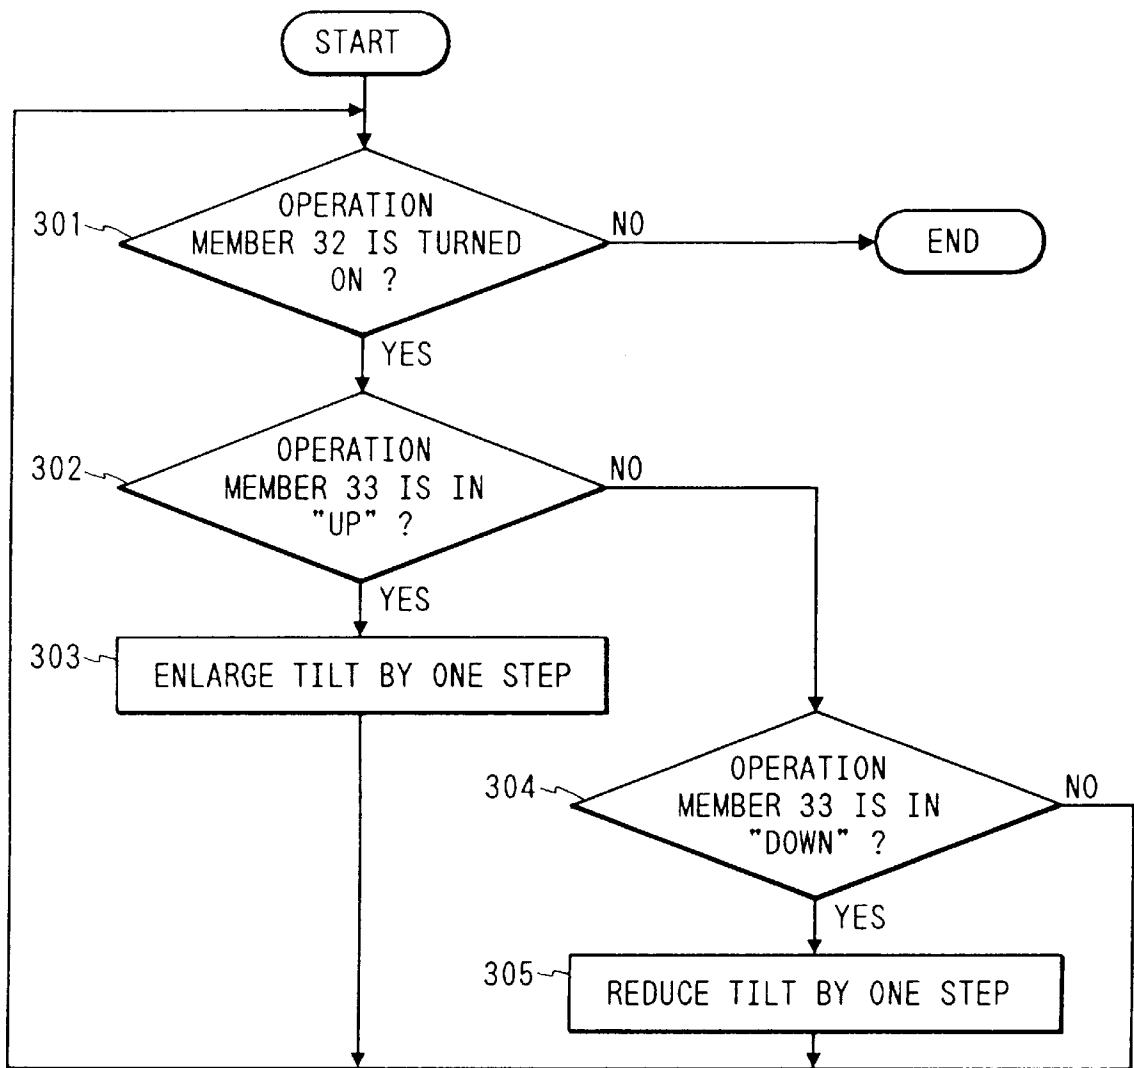 START
301
OPERATION
MEMBER 32 IS TURNED
ON ?
NO
END
YES
302
OPERATION
MEMBER 33 IS IN
"UP" ?
NO
YES
303
ENLARGE TILT BY ONE STEP
304
OPERATION
MEMBER 33 IS IN
"DOWN" ?
NO
YES
305
REDUCE TILT BY ONE STEP